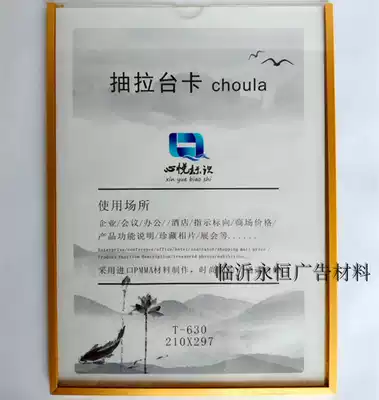 抽拉台卡 choula
心悦标识
xin yue biao shi
使用场所
企业/会议/办公//酒店/指示标向/商场价格/
产品功能说明/珍藏相片/展会等......
采用进口PMMA材料制作，时尚
临沂永恒广告材料
T-630
210X297